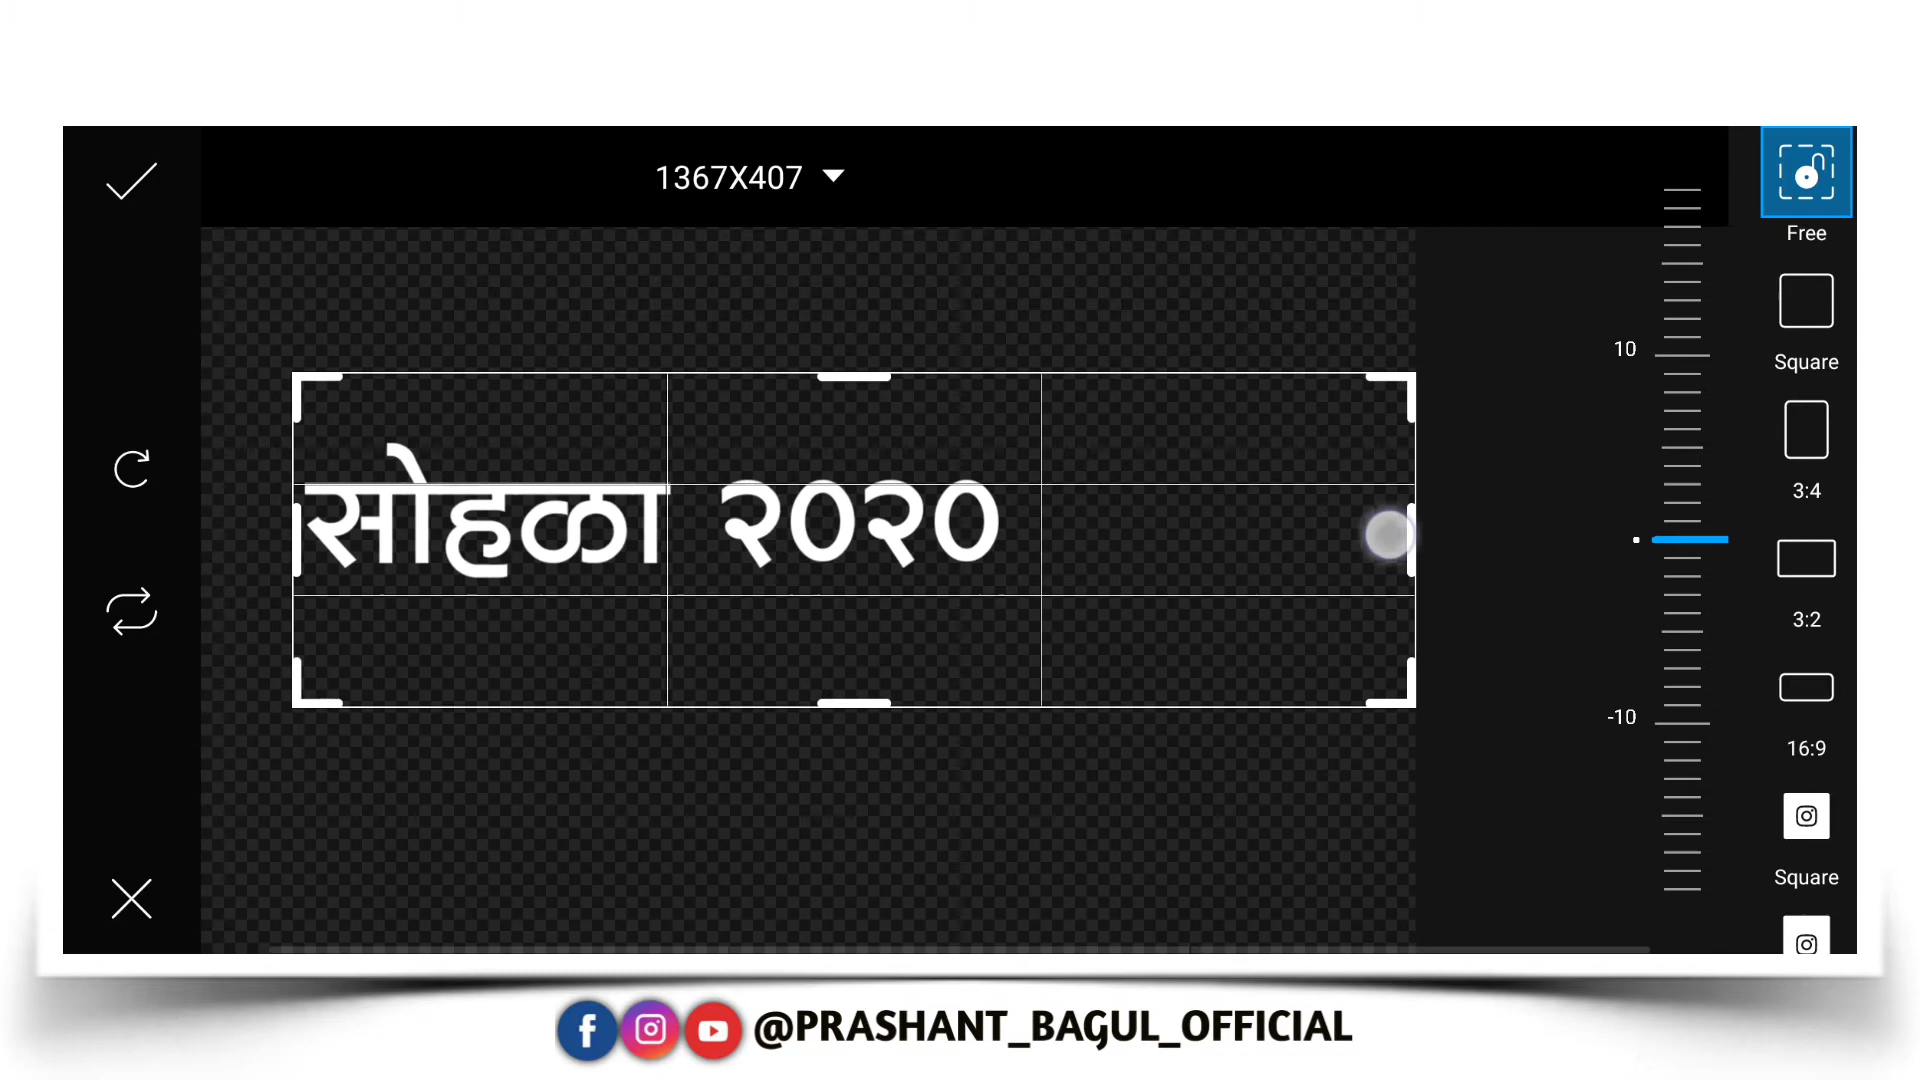 1367X407
Free
10
Square
3:4
सोहळा २०२०
3:2
-10
16:9
Square
@PRASHANT_BAGUL_OFFICIAL